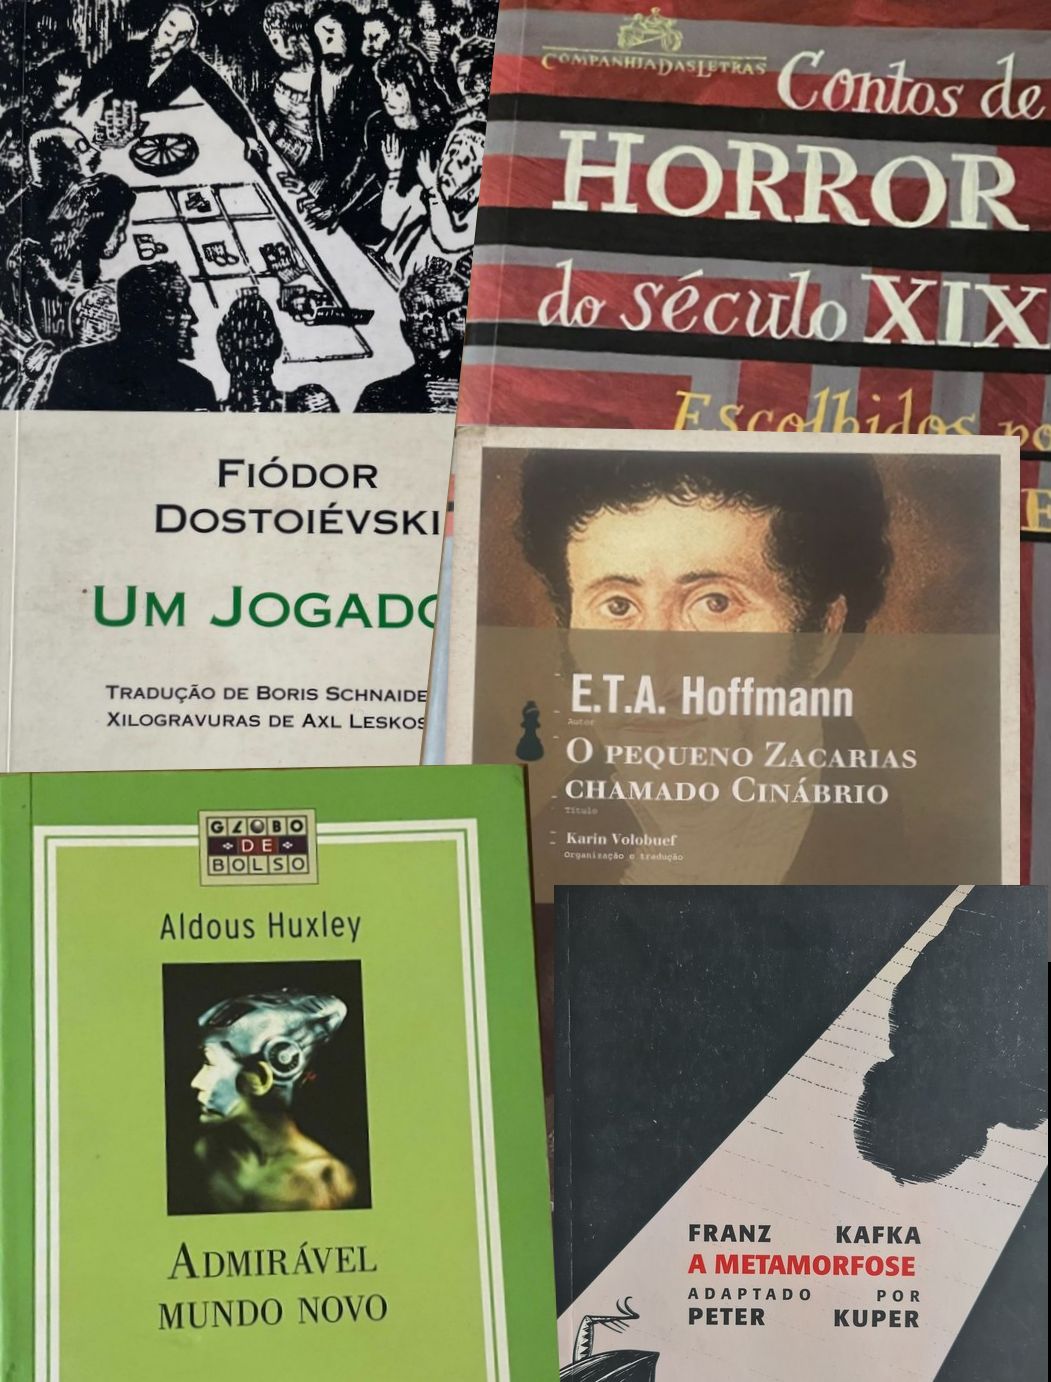 COMPANHIA DAS LETRAS
Contos de
HORROR
do século XIX
Escolhidos
FIÓDOR
DOSTOIÉVSKI
UM JOGADO
TRADUÇÃO DE BORIS SCHNAIDE
XILOGRAVURAS DE AXL LESKOS
E.T.A. Hoffmann
Autor
O PEQUENO ZACARIAS
CHAMADO CINÁBRIO
Título
Karin Volobuef
Organização e tradução
GLOBO
DE
BOLSO
Aldous Huxley
ADMIRÁVEL
MUNDO NOVO
FRANZ KAFKA
A METAMORFOSE
ADAPTADO POR
PETER KUPER